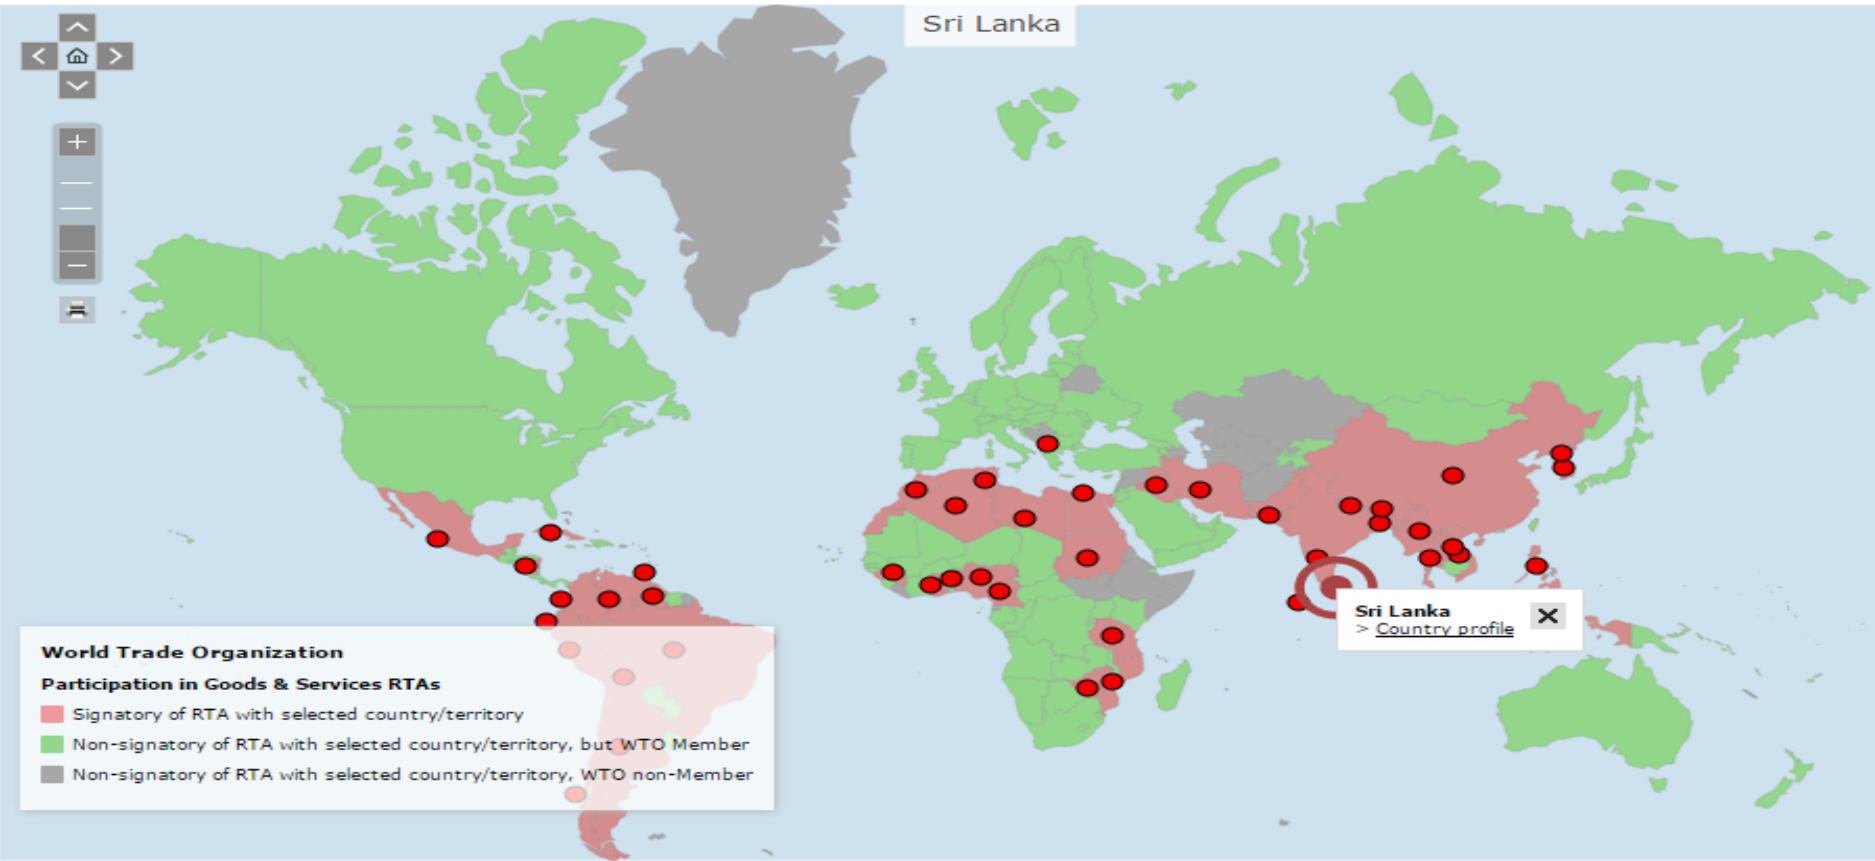 Sri Lanka
Sri Lanka
> Country profile
World Trade Organization
Participation in Goods & Services RTAs
Signatory of RTA with selected country/territory
Non-signatory of RTA with selected country/territory, but WTO Member
Non-signatory of RTA with selected country/territory, WTO non-Member